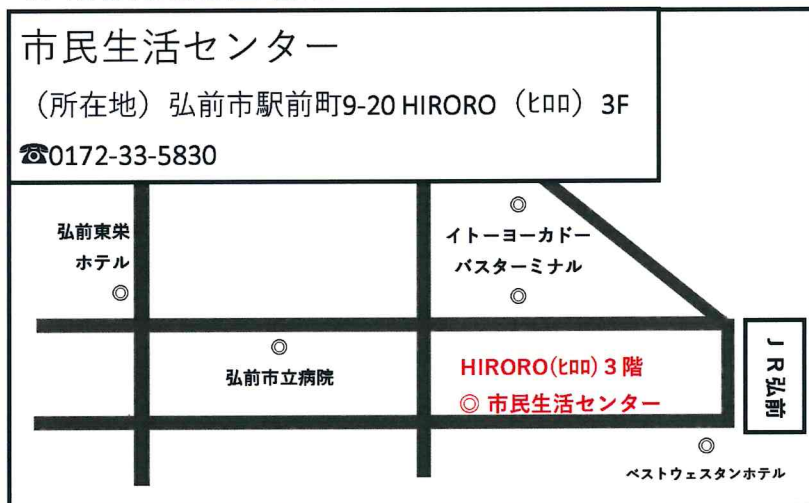 市民生活センター
（所在地）弘前市駅前町9-20 HIRORO（ヒロロ）3F
☎0172-33-5830
弘前東栄
ホテル
◎
◎
イトーヨーカドー
バスターミナル
◎
◎
弘前市立病院
HIRORO(ヒロロ)３階
◎ 市民生活センター
ＪＲ弘前
◎
ベストウェスタンホテル